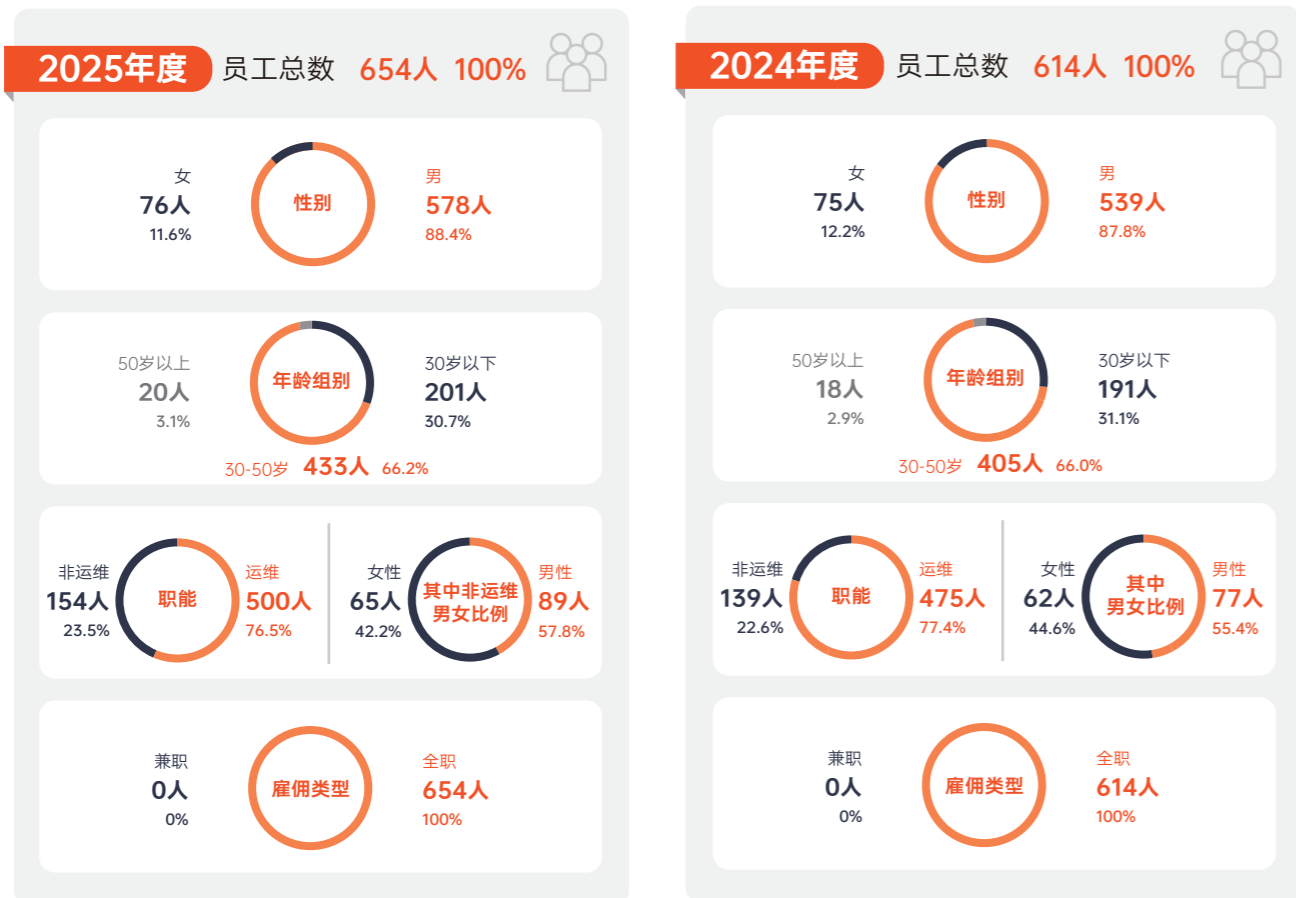 2025年度 员工总数 654人 100%
女
76人
11.6%
性别
男
578人
88.4%
50岁以上
20人
3.1%
年龄组别
30岁以下
201人
30.7%
30-50岁 433人 66.2%
非运维
154人
23.5%
职能
运维
500人
76.5%
女性
65人
42.2%
其中非运维
男女比例
男性
89人
57.8%
兼职
0人
0%
雇佣类型
全职
654人
100%
2024年度 员工总数 614人 100%
女
75人
12.2%
性别
男
539人
87.8%
50岁以上
18人
2.9%
年龄组别
30岁以下
191人
31.1%
30-50岁 405人 66.0%
非运维
139人
22.6%
职能
运维
475人
77.4%
女性
62人
44.6%
其中
男女比例
男性
77人
55.4%
兼职
0人
0%
雇佣类型
全职
614人
100%